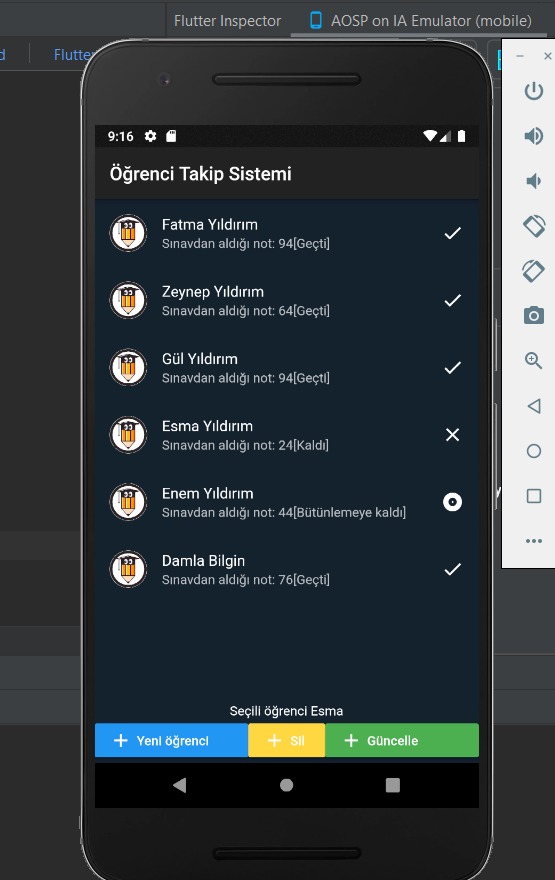 Flutter Inspector
AOSP on IA Emulator (mobile)
d
Flutte
9:16
Öğrenci Takip Sistemi
Fatma Yıldırım
Sınavdan aldığı not: 94[Geçti]
Zeynep Yıldırım
Sınavdan aldığı not: 64[Geçti]
Gül Yıldırım
Sınavdan aldığı not: 94[Geçti]
Esma Yıldırım
Sınavdan aldığı not: 24[Kaldı]
Enem Yıldırım
Sınavdan aldığı not: 44[Bütünlemeye kaldı]
Damla Bilgin
Sınavdan aldığı not: 76[Geçti]
Seçili öğrenci Esma
Yeni öğrenci
Sil
Güncelle